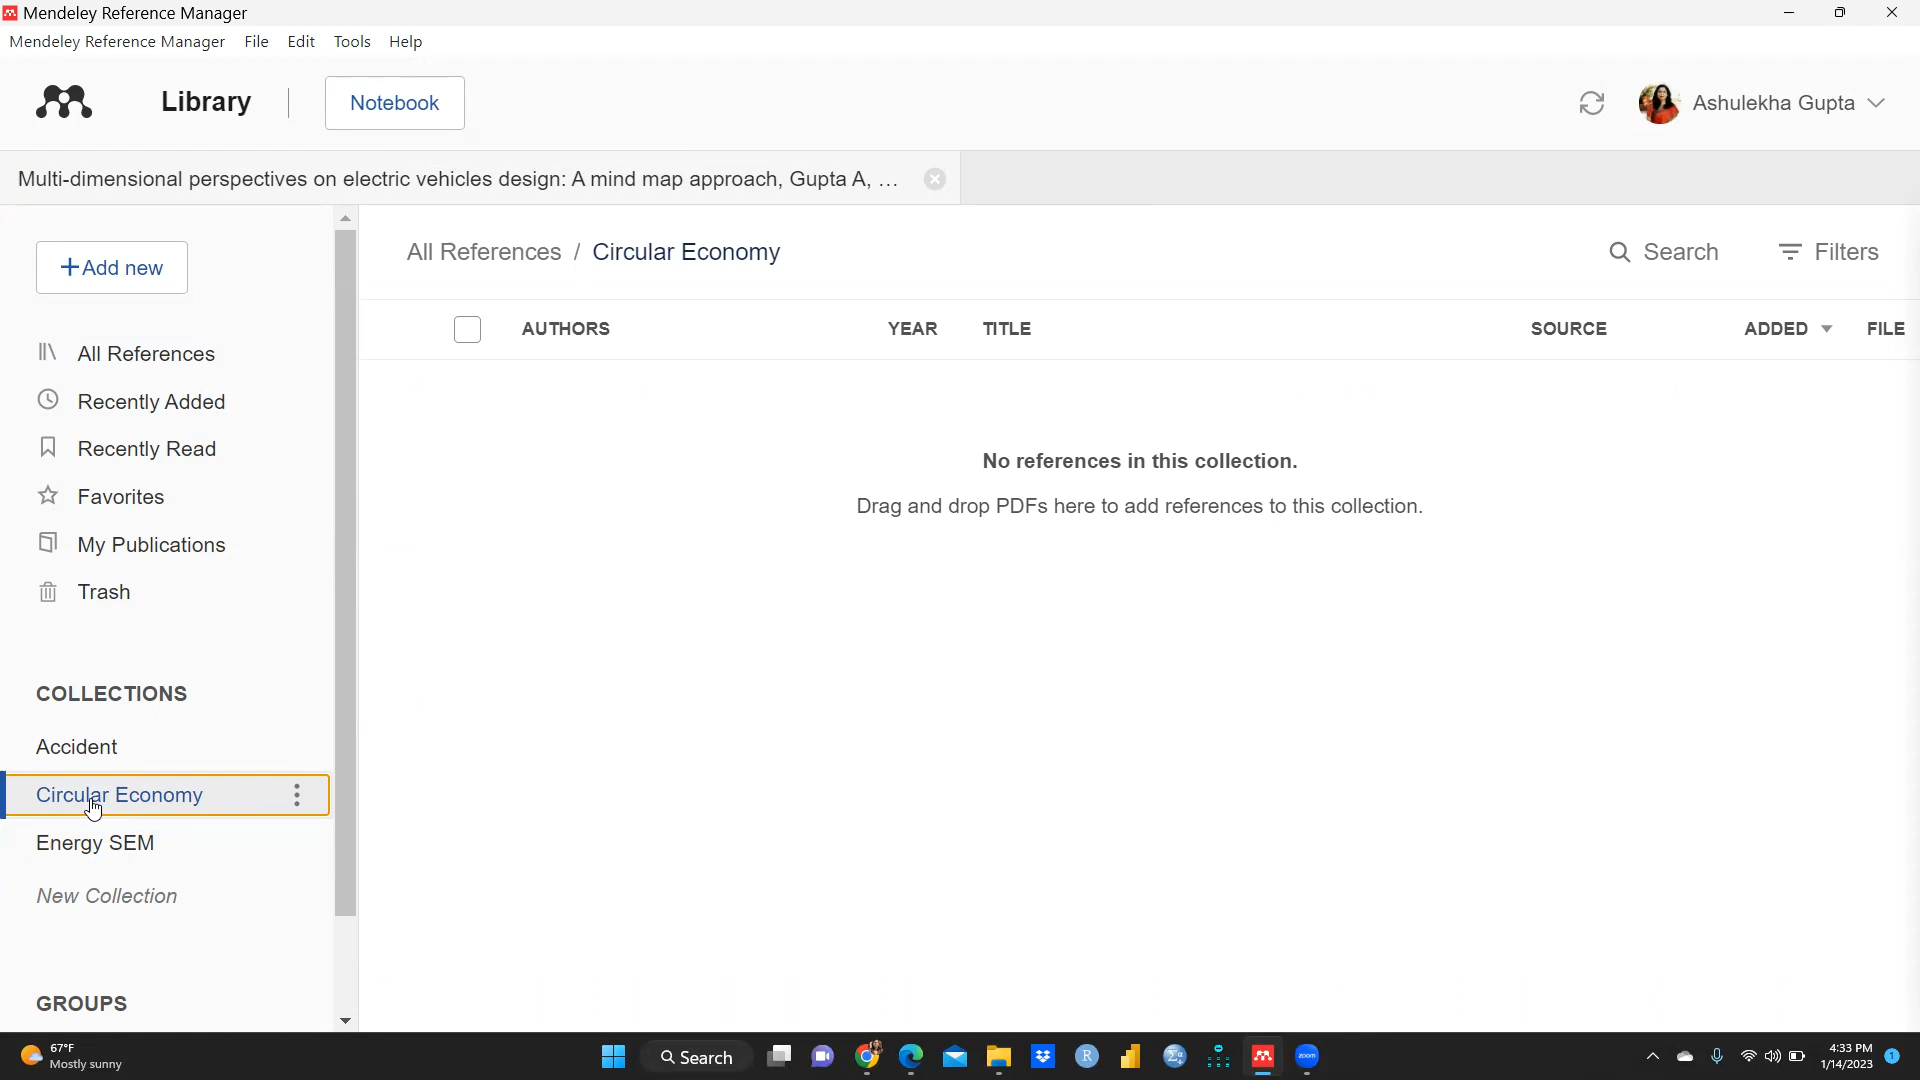 Mendeley Reference Manager
Mendeley Reference Manager File Edit Tools Help
Library Notebook Ashulekha Gupta
Multi-dimensional perspectives on electric vehicles design: A mind map approach, Gupta A, ...
+Add new
All References / Circular Economy Search Filters
AUTHORS YEAR TITLE SOURCE ADDED FILE
All References
Recently Added
Recently Read
Favorites
My Publications
Trash
No references in this collection.
Drag and drop PDFs here to add references to this collection.
COLLECTIONS
Accident
Circular Economy
Energy SEM
New Collection
GROUPS
67°F
Mostly sunny
Search
R
zoom
4:33 PM
1/14/2023
1